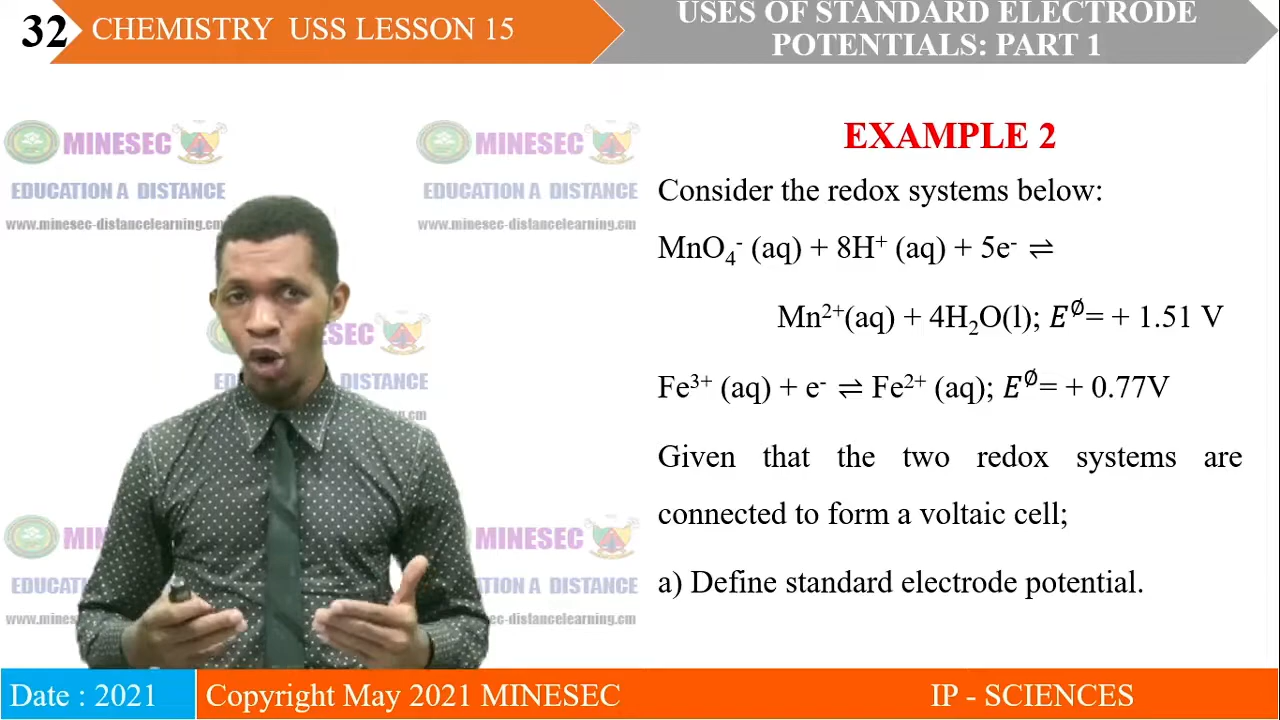 32 CHEMISTRY USS LESSON 15
USES OF STANDARD ELECTRODE
POTENTIALS: PART 1
MINESEC
EDUCATION A DISTANCE
www.minesec-distancelearning.cm
MINESEC
EDUCATION A DISTANCE
www.minesec-distancelearning.cm
EXAMPLE 2
Consider the redox systems below:
MnO₄⁻ (aq) + 8H⁺ (aq) + 5e⁻ ⇌
Mn²⁺(aq) + 4H₂O(l); E^∅= + 1.51 V
Fe³⁺ (aq) + e⁻ ⇌ Fe²⁺ (aq); E^∅= + 0.77V
Given that the two redox systems are
connected to form a voltaic cell;
a) Define standard electrode potential.
DISTANCE
MINESEC
A DISTANCE
Date : 2021
Copyright May 2021 MINESEC
IP - SCIENCES